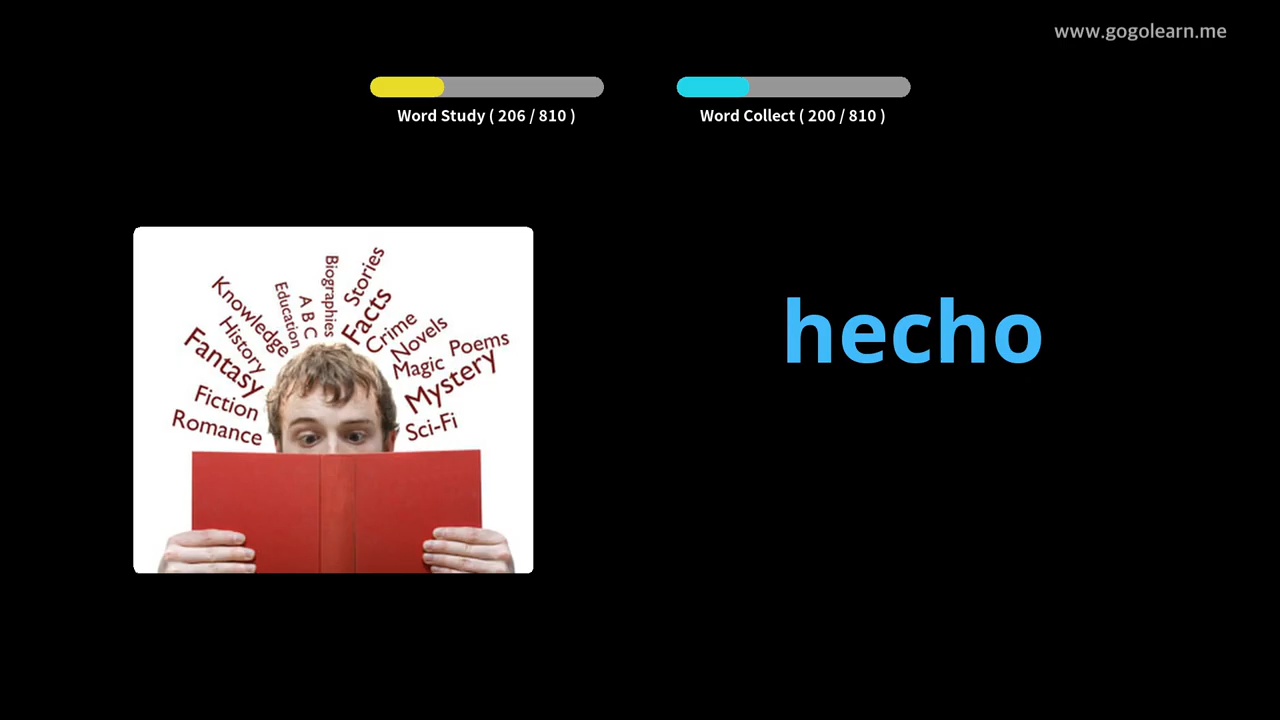 www.gogolearn.me
Word Study ( 206 / 810 )
Word Collect ( 200 / 810 )
hecho
Romance
Fiction
Fantasy
History
Knowledge
Education
A B C
Biographies
Stories
Facts
Crime
Novels
Magic
Poems
Mystery
Sci-Fi